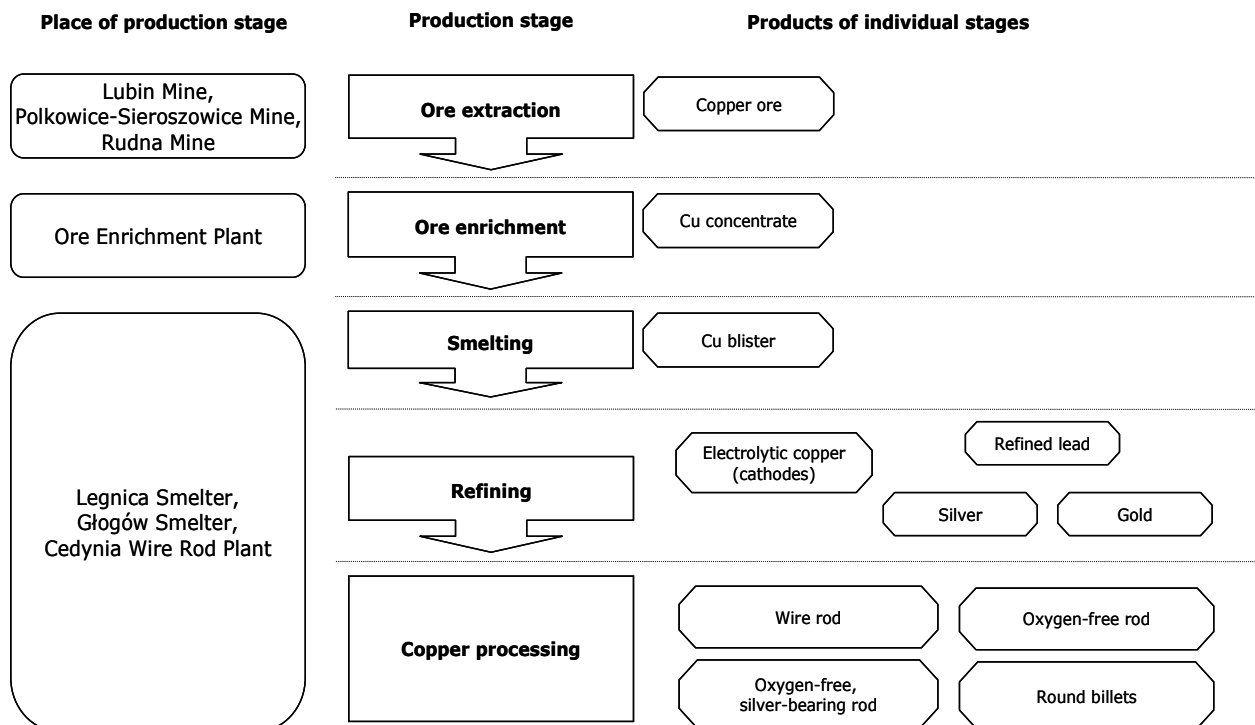 Place of production stage
Production stage
Products of individual stages
Lubin Mine,
Polkowice-Sieroszowice Mine,
Rudna Mine
Ore extraction
Copper ore
Ore Enrichment Plant
Ore enrichment
Cu concentrate
Smelting
Cu blister
Legnica Smelter,
Głogów Smelter,
Cedynia Wire Rod Plant
Refining
Electrolytic copper
(cathodes)
Refined lead
Silver
Gold
Copper processing
Wire rod
Oxygen-free rod
Oxygen-free,
silver-bearing rod
Round billets